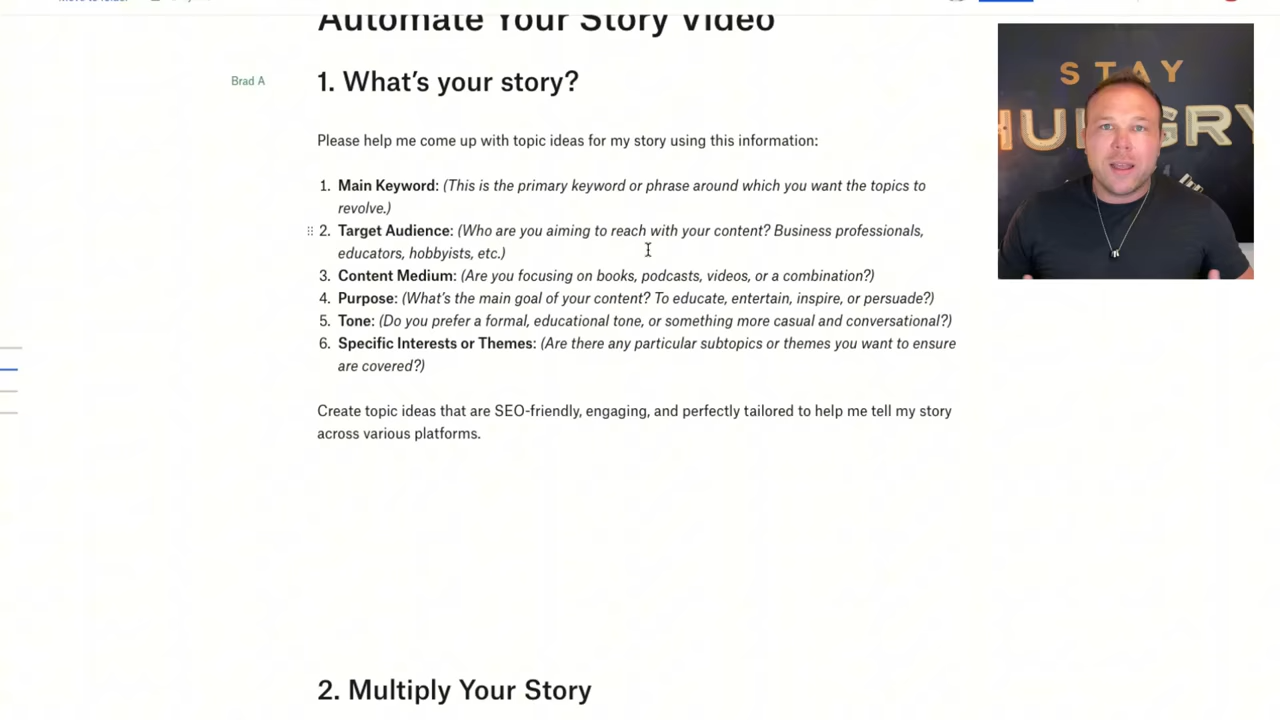 Automate Your Story Video
Brad A
1. What's your story?
STAY
HUNGRY
Please help me come up with topic ideas for my story using this information:
1. Main Keyword: (This is the primary keyword or phrase around which you want the topics to
revolve.)
2. Target Audience: (Who are you aiming to reach with your content? Business professionals,
educators, hobbyists, etc.)
3. Content Medium: (Are you focusing on books, podcasts, videos, or a combination?)
4. Purpose: (What's the main goal of your content? To educate, entertain, inspire, or persuade?)
5. Tone: (Do you prefer a formal, educational tone, or something more casual and conversational?)
6. Specific Interests or Themes: (Are there any particular subtopics or themes you want to ensure
are covered?)
Create topic ideas that are SEO-friendly, engaging, and perfectly tailored to help me tell my story
across various platforms.
2. Multiply Your Story